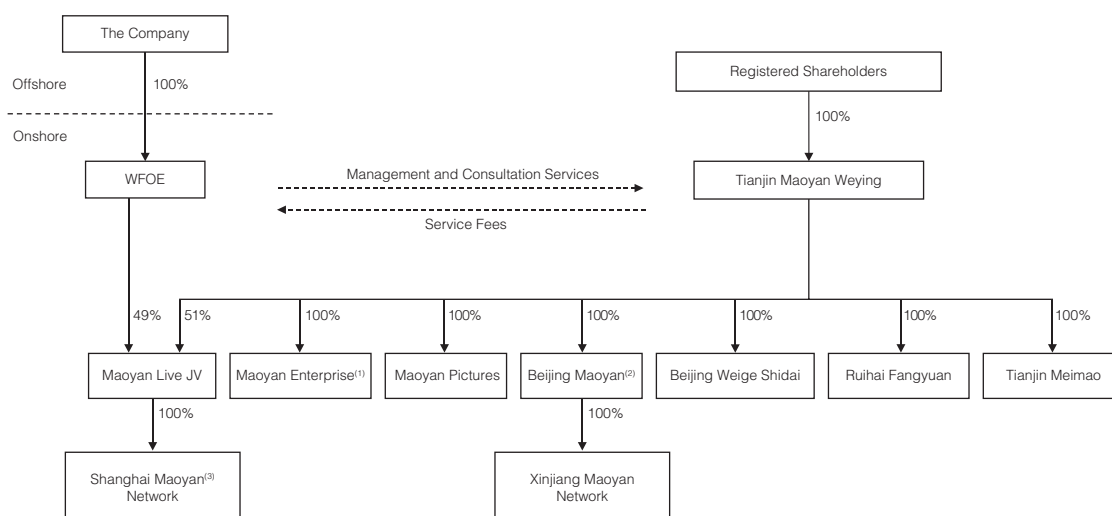 The Company
Registered Shareholders
Offshore
100%
100%
Onshore
WFOE
Management and Consultation Services
Tianjin Maoyan Weying
Service Fees
49%
51%
100%
100%
100%
100%
100%
100%
Maoyan Live JV
Maoyan Enterprise(1)
Maoyan Pictures
Beijing Maoyan(2)
Beijing Weige Shidai
Ruihai Fangyuan
Tianjin Meimao
100%
100%
Shanghai Maoyan(3)
Network
Xinjiang Maoyan
Network